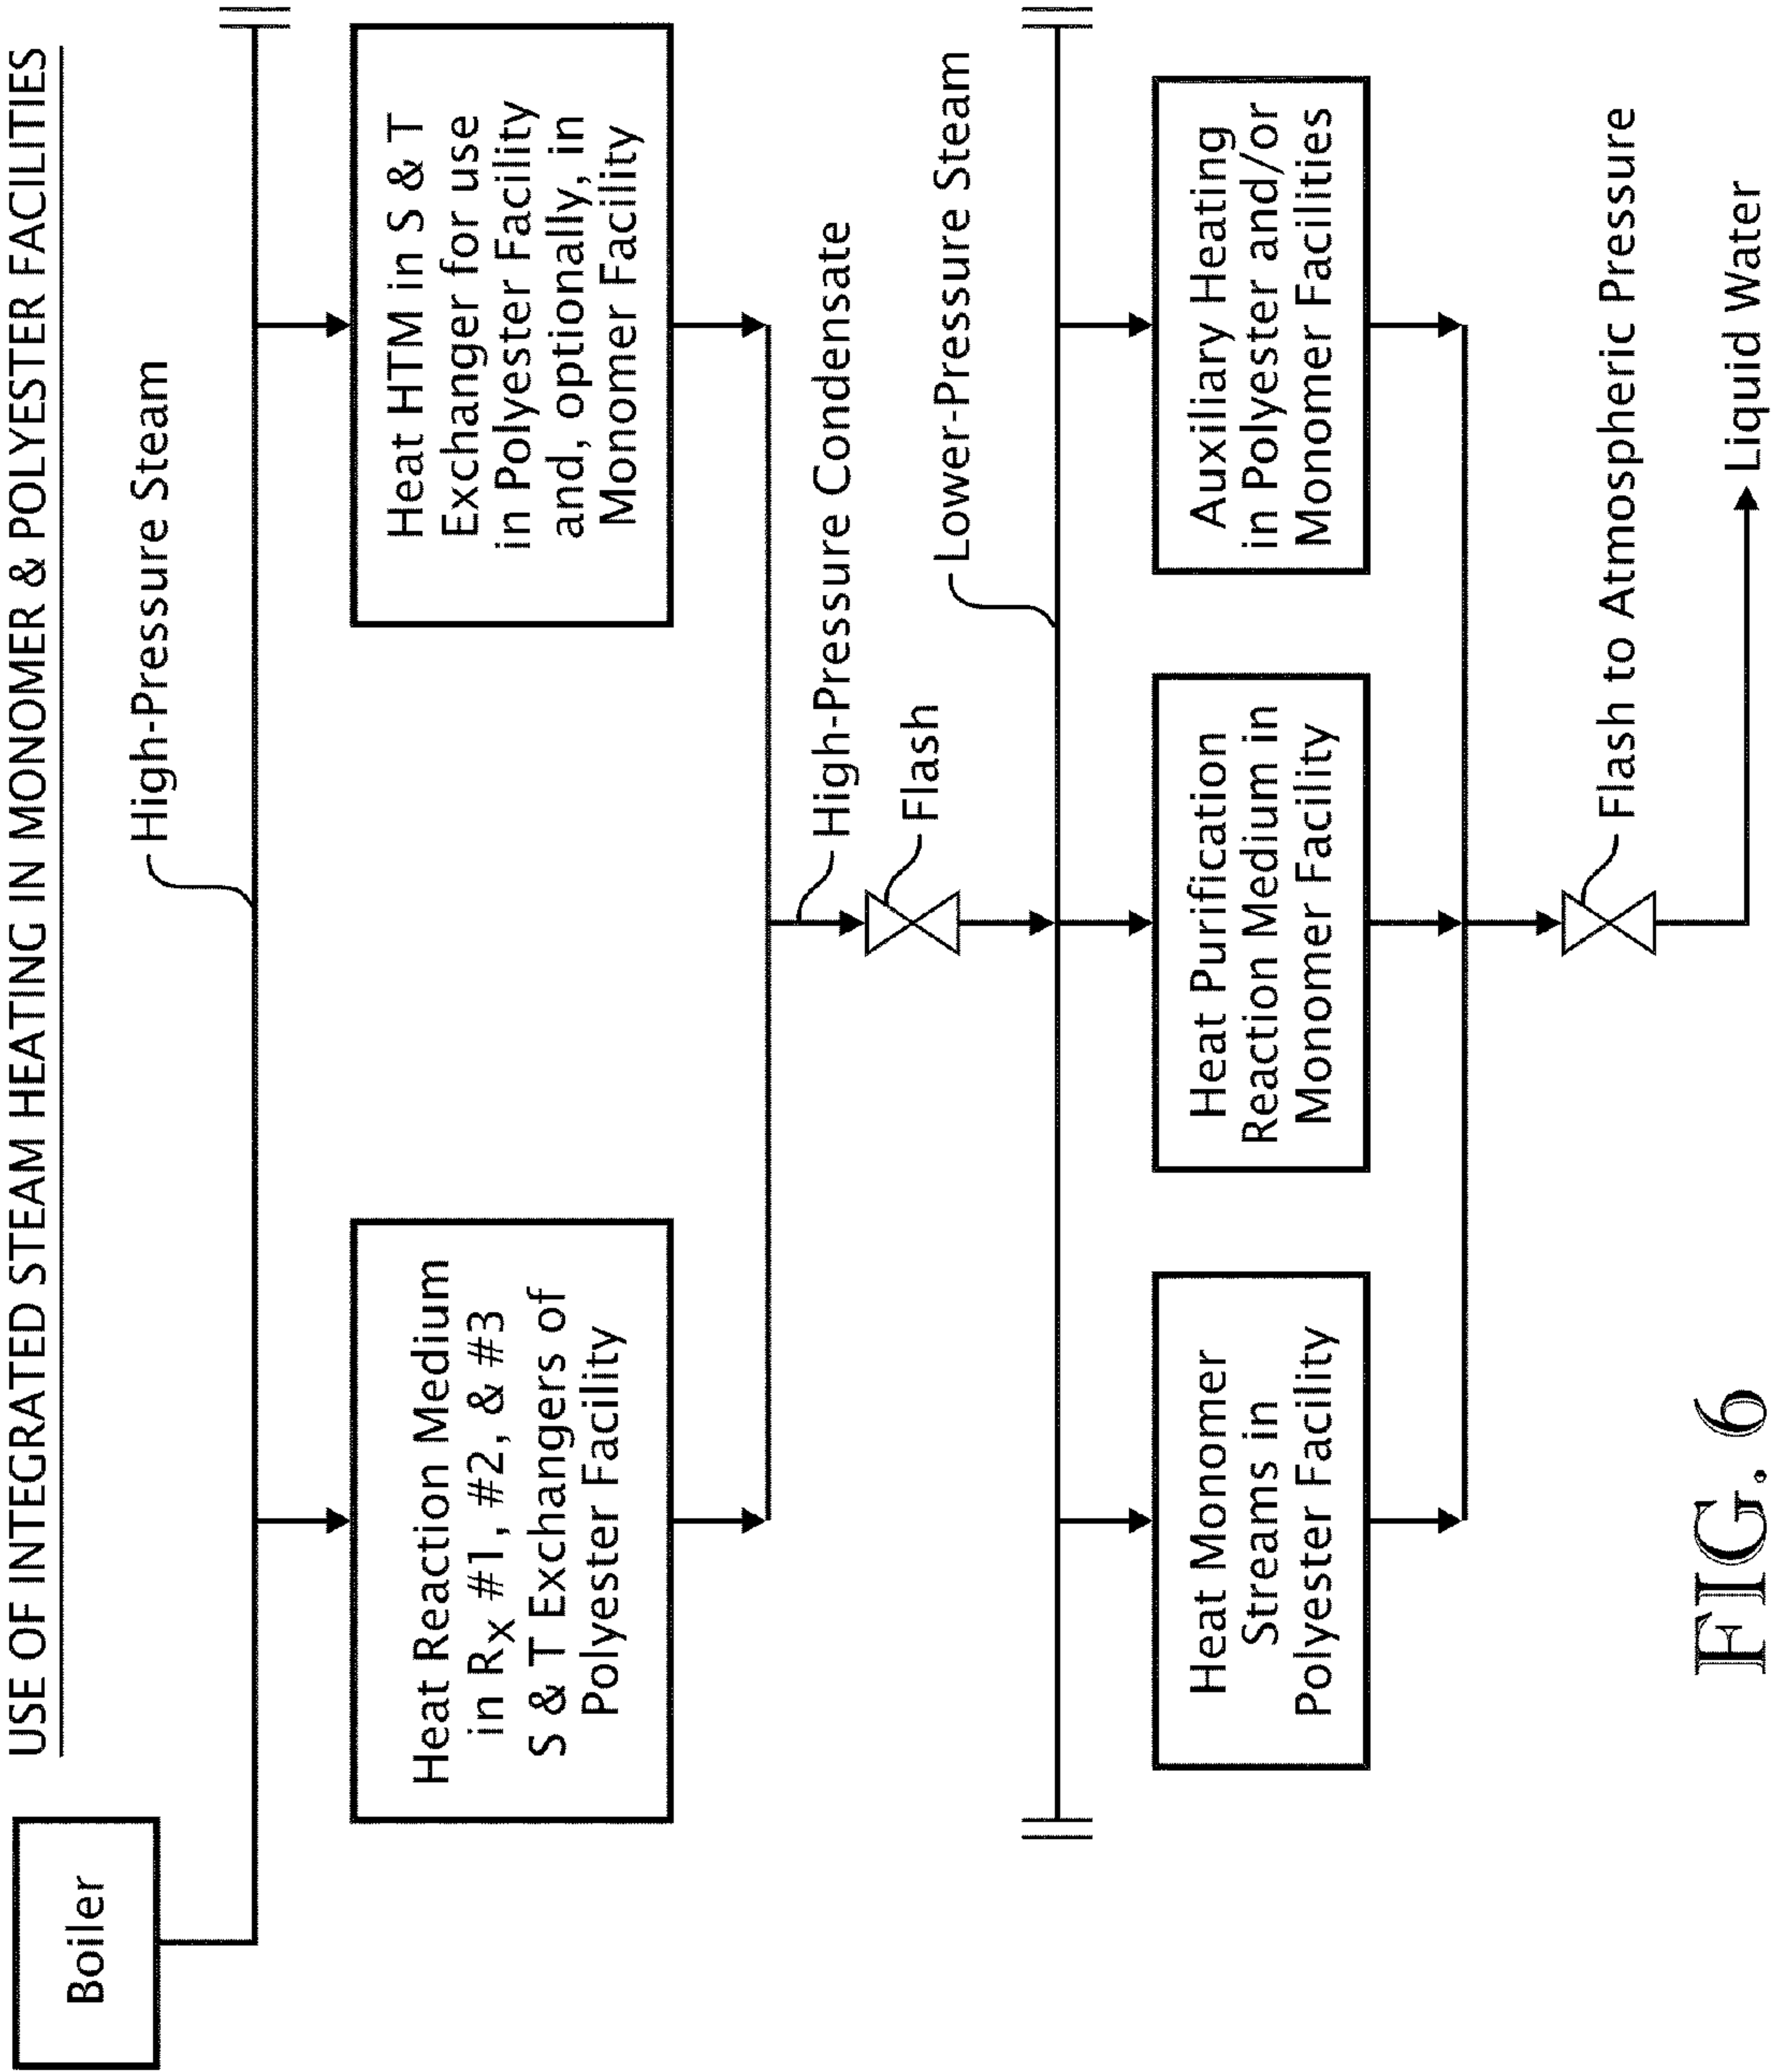 USE OF INTEGRATED STEAM HEATING IN MONOMER & POLYESTER FACILITIES
Boiler
High-Pressure Steam
Heat Reaction Medium
in Rx #1, #2, & #3
S & T Exchangers of
Polyester Facility
Heat HTM in S & T
Exchanger for use
in Polyester Facility
and, optionally, in
Monomer Facility
High-Pressure Condensate
Flash
Lower-Pressure Steam
Heat Monomer
Streams in
Polyester Facility
Heat Purification
Reaction Medium in
Monomer Facility
Auxiliary Heating
in Polyester and/or
Monomer Facilities
Flash to Atmospheric Pressure
Liquid Water
FIG. 6